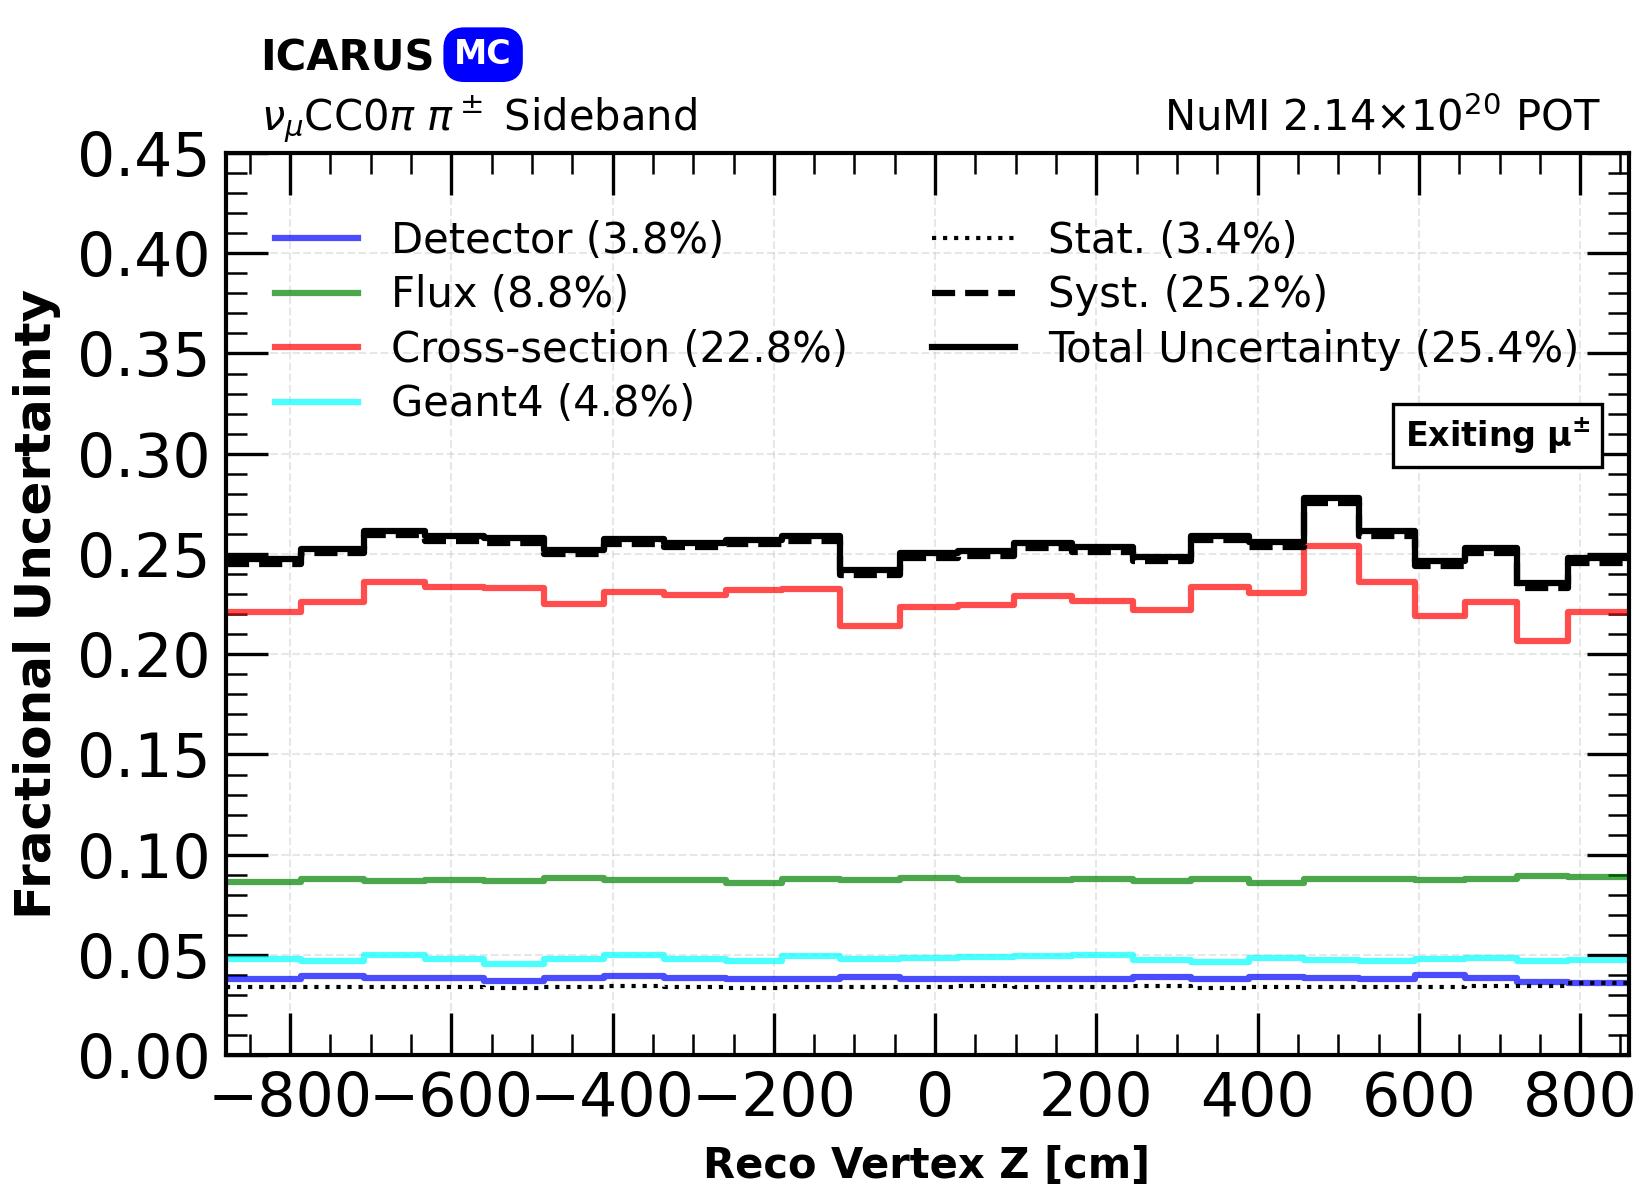 ICARUS MC
νμCC0π π± Sideband
NuMI 2.14×10²⁰ POT
0.45
0.40
0.35
0.30
0.25
0.20
0.15
0.10
0.05
0.00
Fractional Uncertainty
Detector (3.8%)
Flux (8.8%)
Cross-section (22.8%)
Geant4 (4.8%)
Stat. (3.4%)
Syst. (25.2%)
Total Uncertainty (25.4%)
Exiting μ±
−800 −600 −400 −200 0 200 400 600 800
Reco Vertex Z [cm]